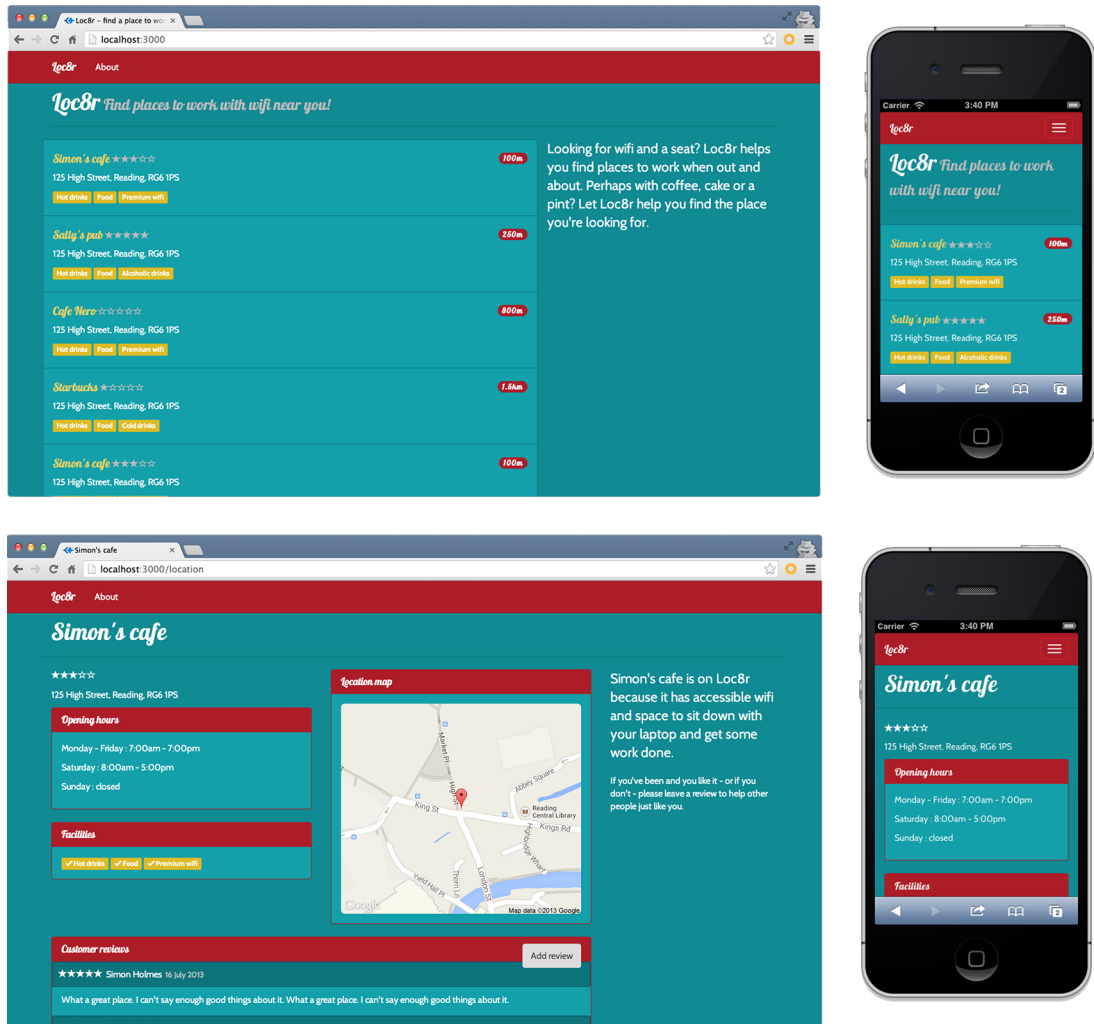 Loc8r - find a place to wor
localhost:3000
Loc8r About
Loc8r Find places to work with wifi near you!
Simon's cafe ★★★☆☆ 100m
125 High Street, Reading, RG6 1PS
Hot drinks Food Premium wifi
Sally's pub ★★★★★ 250m
125 High Street, Reading, RG6 1PS
Hot drinks Food Alcoholic drinks
Cafe Nero ☆☆☆☆☆ 800m
125 High Street, Reading, RG6 1PS
Hot drinks Food Premium wifi
Starbucks ★☆☆☆☆ 1.5km
125 High Street, Reading, RG6 1PS
Hot drinks Food Cold drinks
Simon's cafe ★★★☆☆ 100m
125 High Street, Reading, RG6 1PS
Looking for wifi and a seat? Loc8r helps
you find places to work when out and
about. Perhaps with coffee, cake or a
pint? Let Loc8r help you find the place
you're looking for.
Carrier 3:40 PM
Loc8r
Loc8r Find places to work
with wifi near you!
Simon's cafe ★★★☆☆ 100m
125 High Street, Reading, RG6 1PS
Hot drinks Food Premium wifi
Sally's pub ★★★★★ 250m
125 High Street, Reading, RG6 1PS
Hot drinks Food Alcoholic drinks
2
Simon's cafe
localhost:3000/location
Loc8r About
Simon's cafe
★★★☆☆
125 High Street, Reading, RG6 1PS
Opening hours
Monday - Friday : 7:00am - 7:00pm
Saturday : 8:00am - 5:00pm
Sunday : closed
Facilities
✓Hot drinks ✓Food ✓Premium wifi
Location map
Market Pl
High St
Abbey Square
King St
Reading
Central Library
Kings Rd
Highbridge Wharf
Yield Hall Pl
Thorn Ln
London St
Google
Map data ©2013 Google
Simon's cafe is on Loc8r
because it has accessible wifi
and space to sit down with
your laptop and get some
work done.
If you've been and you like it - or if you
don't - please leave a review to help other
people just like you.
Customer reviews
Add review
★★★★★ Simon Holmes 16 July 2013
What a great place. I can't say enough good things about it. What a great place. I can't say enough good things about it.
Carrier 3:40 PM
Loc8r
Simon's cafe
★★★☆☆
125 High Street, Reading, RG6 1PS
Opening hours
Monday - Friday : 7:00am - 7:00pm
Saturday : 8:00am - 5:00pm
Sunday : closed
Facilities
2